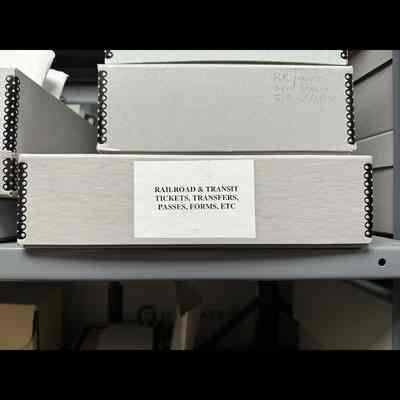 RAILROAD & TRANSIT
TICKETS, TRANSFERS,
PASSES, FORMS, ETC